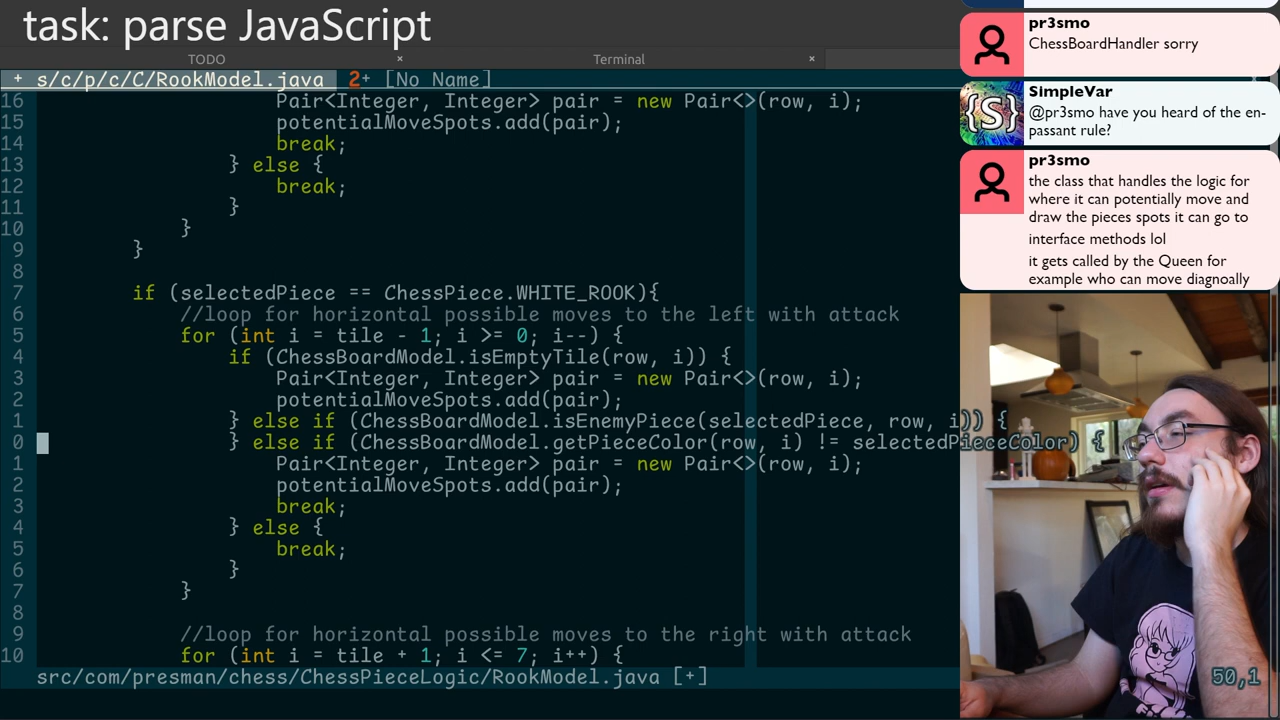 task: parse JavaScript
TODO × Terminal ×
+ s/c/p/c/C/RookModel.java 2+ [No Name]
16 Pair<Integer, Integer> pair = new Pair<>(row, i);
15 potentialMoveSpots.add(pair);
14 break;
13 } else {
12 break;
11 }
10 }
9 }
8
7 if (selectedPiece == ChessPiece.WHITE_ROOK){
6 //loop for horizontal possible moves to the left with attack
5 for (int i = tile - 1; i >= 0; i--) {
4 if (ChessBoardModel.isEmptyTile(row, i)) {
3 Pair<Integer, Integer> pair = new Pair<>(row, i);
2 potentialMoveSpots.add(pair);
1 } else if (ChessBoardModel.isEnemyPiece(selectedPiece, row, i)) {
0 } else if (ChessBoardModel.getPieceColor(row, i) != selectedPieceColor) {
1 Pair<Integer, Integer> pair = new Pair<>(row, i);
2 potentialMoveSpots.add(pair);
3 break;
4 } else {
5 break;
6 }
7 }
8
9 //loop for horizontal possible moves to the right with attack
10 for (int i = tile + 1; i <= 7; i++) {
src/com/presman/chess/ChessPieceLogic/RookModel.java [+]
50,1
pr3smo
ChessBoardHandler sorry
{S}
SimpleVar
@pr3smo have you heard of the en-
passant rule?
pr3smo
the class that handles the logic for
where it can potentially move and
draw the pieces spots it can go to
interface methods lol
it gets called by the Queen for
example who can move diagnoally